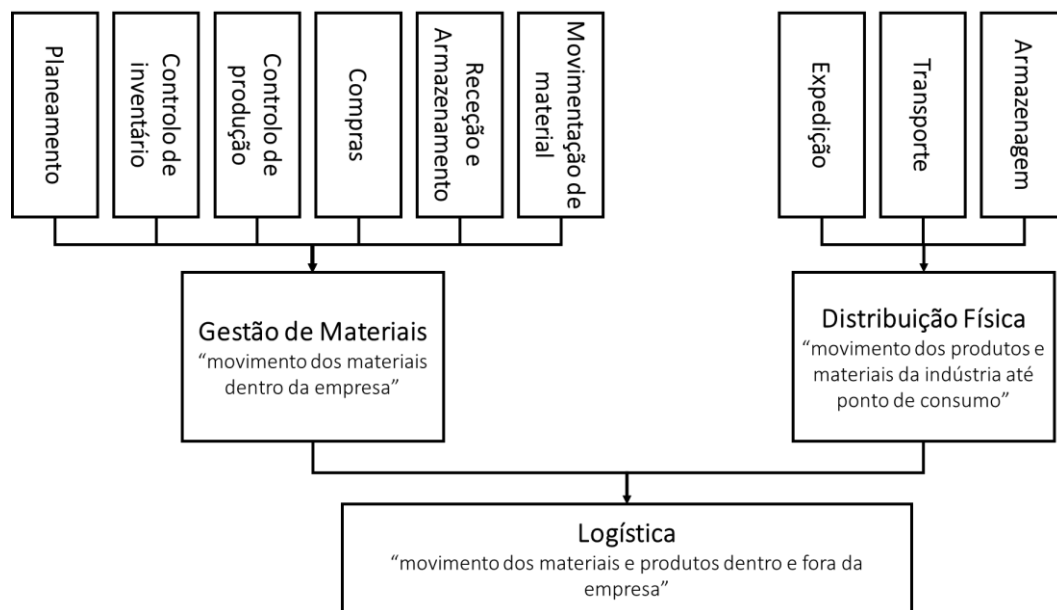 Planeamento
Controlo de
inventário
Controlo de
produção
Compras
Receção e
Armazenamento
Movimentação de
material
Expedição
Transporte
Armazenagem
Gestão de Materiais
“movimento dos materiais
dentro da empresa”
Distribuição Física
“movimento dos produtos e
materiais da indústria até
ponto de consumo”
Logística
“movimento dos materiais e produtos dentro e fora da
empresa”